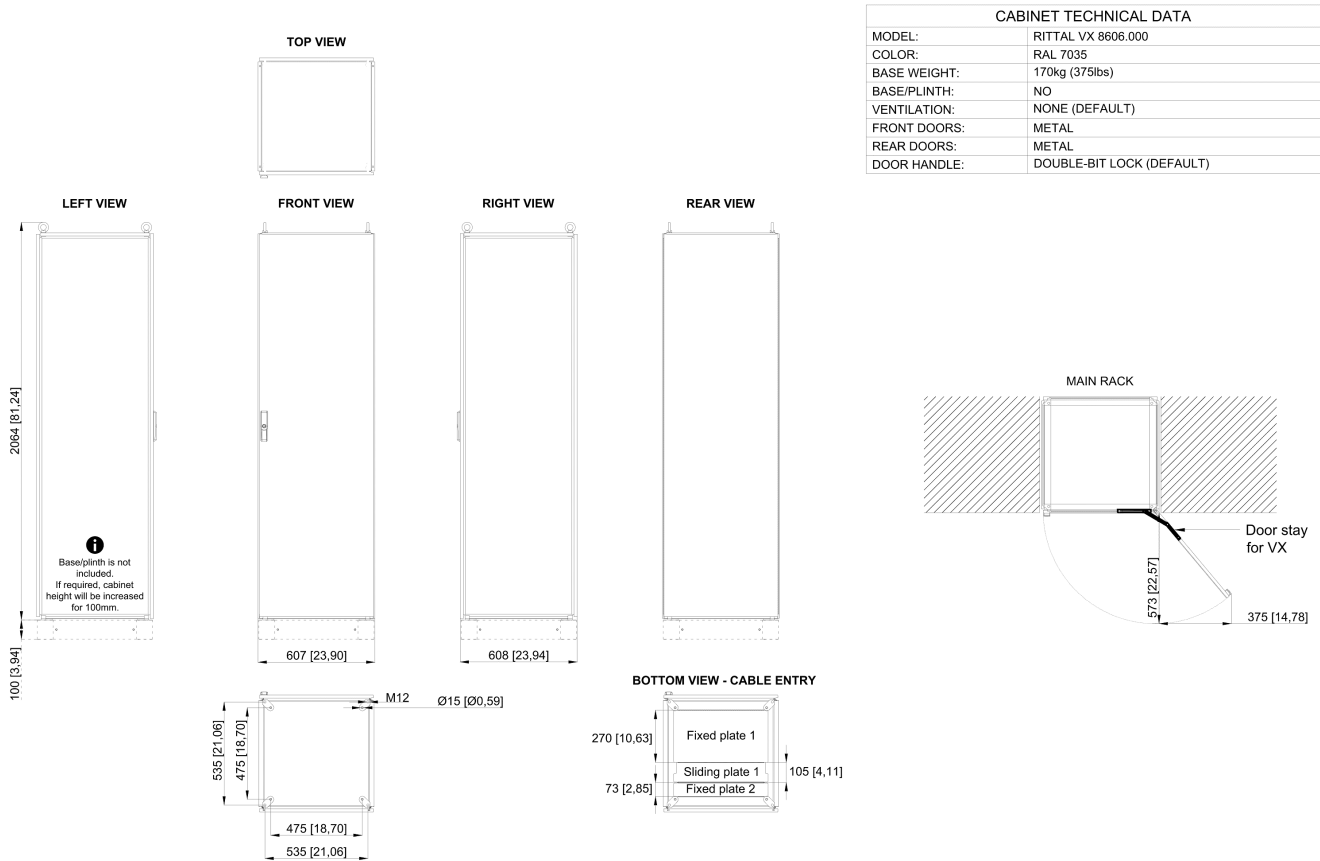 CABINET TECHNICAL DATA
MODEL: RITTAL VX 8606.000
COLOR: RAL 7035
BASE WEIGHT: 170kg (375lbs)
BASE/PLINTH: NO
VENTILATION: NONE (DEFAULT)
FRONT DOORS: METAL
REAR DOORS: METAL
DOOR HANDLE: DOUBLE-BIT LOCK (DEFAULT)
TOP VIEW
LEFT VIEW
FRONT VIEW
RIGHT VIEW
REAR VIEW
2064 [81,24]
i
Base/plinth is not
included.
If required, cabinet
height will be increased
for 100mm.
100 [3,94]
607 [23,90]
608 [23,94]
MAIN RACK
Door stay
for VX
573 [22,57]
375 [14,78]
M12
Ø15 [Ø0,59]
535 [21,06]
475 [18,70]
475 [18,70]
535 [21,06]
BOTTOM VIEW - CABLE ENTRY
270 [10,63]
Fixed plate 1
Sliding plate 1
105 [4,11]
73 [2,85]
Fixed plate 2